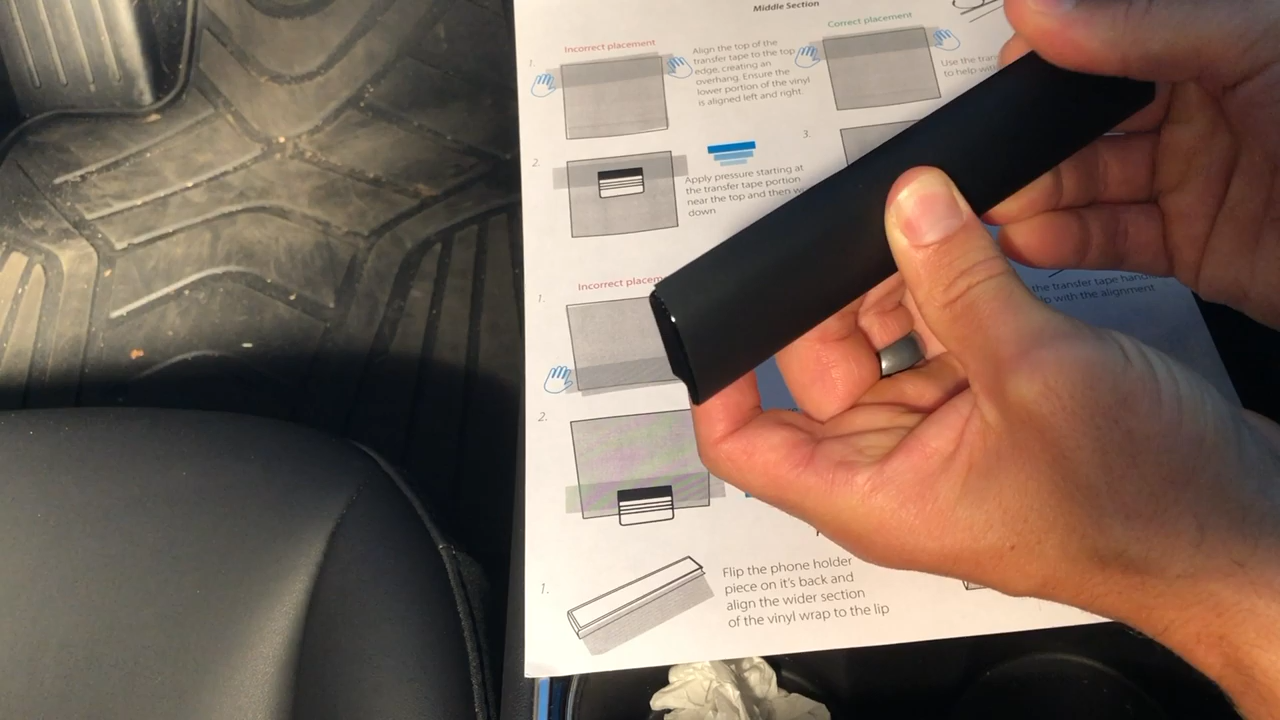 Middle Section
Incorrect placement
1.
Align the top of the
transfer tape to the top
edge, creating an
overhang. Ensure the
lower portion of the vinyl
is aligned left and right.
Correct placement
Use the
to help
2.
Apply pressure starting at
the transfer tape portion
near the top and then
down
3.
Incorrect
1.
the transfer tape
with the alignment
2.
1.
Flip the phone holder
piece on it's back and
align the wider section
of the vinyl wrap to the lip